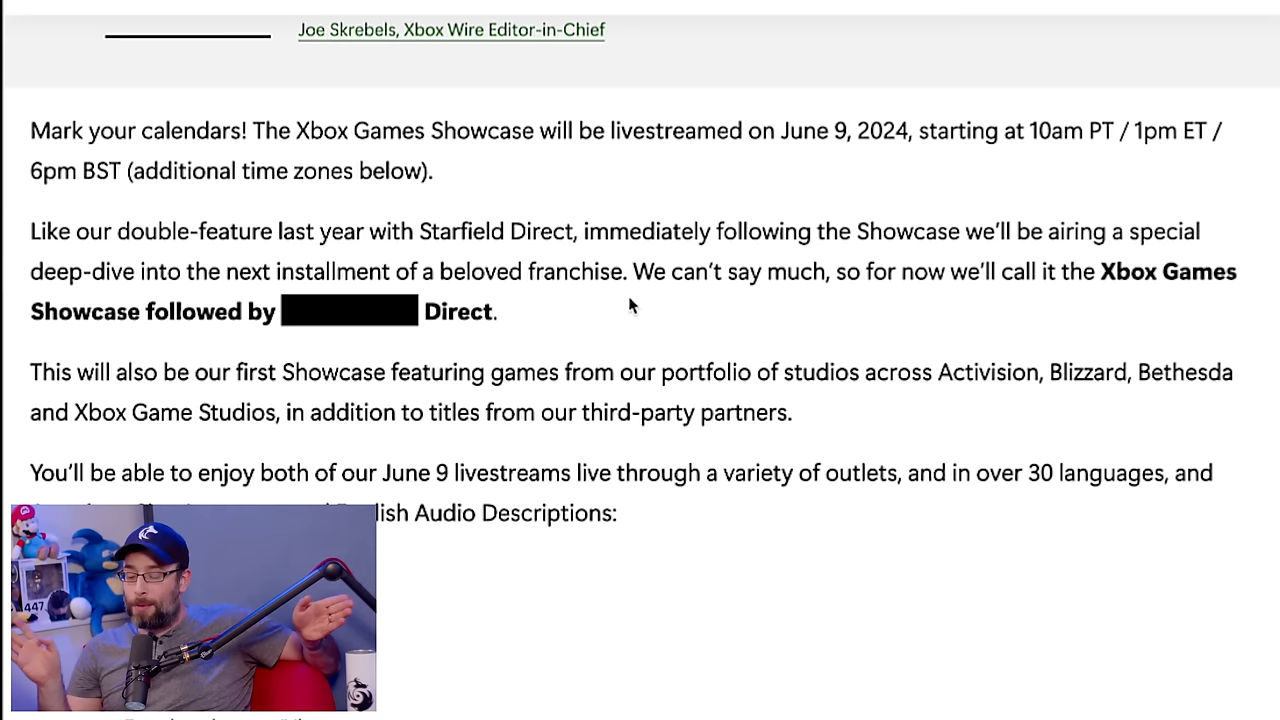 Joe Skrebels, Xbox Wire Editor-in-Chief
Mark your calendars! The Xbox Games Showcase will be livestreamed on June 9, 2024, starting at 10am PT / 1pm ET /
6pm BST (additional time zones below).
Like our double-feature last year with Starfield Direct, immediately following the Showcase we’ll be airing a special
deep-dive into the next installment of a beloved franchise. We can’t say much, so for now we’ll call it the Xbox Games
Showcase followed by Direct.
This will also be our first Showcase featuring games from our portfolio of studios across Activision, Blizzard, Bethesda
and Xbox Game Studios, in addition to titles from our third-party partners.
You’ll be able to enjoy both of our June 9 livestreams live through a variety of outlets, and in over 30 languages, and
lish Audio Descriptions:
447